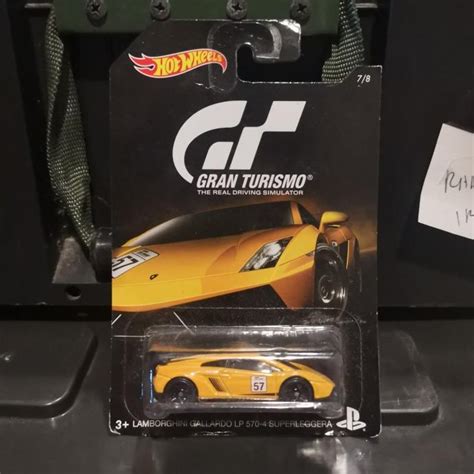 HOT WHEELS
7/8
GT
GRAN TURISMO®
THE REAL DRIVING SIMULATOR
57
57
3+ LAMBORGHINI GALLARDO LP 570-4 SUPERLEGGERA